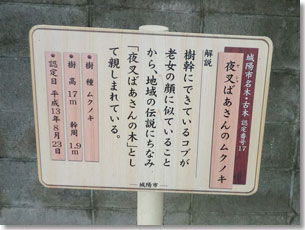 城陽市名木・古木 認定番号17
夜叉ばあさんのムクノキ
解説
樹幹にできているコブが
老女の顔に似ていること
から、地域の伝説にちなみ
「夜叉ばあさんの木」とし
て親しまれている。
●樹種 ムクノキ
●樹高 17m 幹周 1.9m
●認定日 平成13年8月23日
城陽市